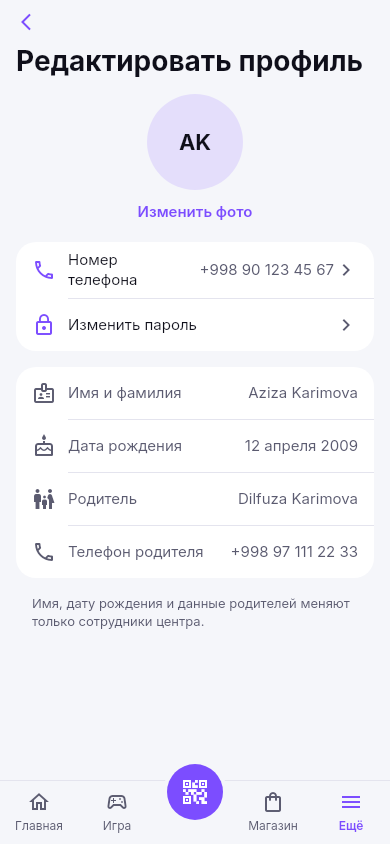 Редактировать профиль
AK
Изменить фото
Номер
телефона
+998 90 123 45 67
Изменить пароль
Имя и фамилия
Aziza Karimova
Дата рождения
12 апреля 2009
Родитель
Dilfuza Karimova
Телефон родителя
+998 97 111 22 33
Имя, дату рождения и данные родителей меняют
только сотрудники центра.
Главная
Игра
Магазин
Ещё